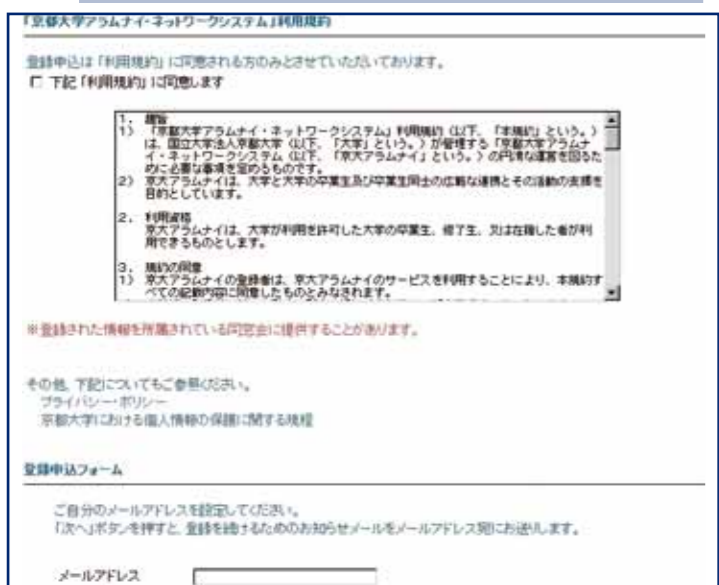 「京都大学アラムナイ・ネットワークシステム」利用規約
登録申込は「利用規約」に同意される方のみとさせていただいております。
下記「利用規約」に同意します
1. 趣旨
1) 「京都大学アラムナイ・ネットワークシステム」利用規約（以下、「本規約」という。）
は、国立大学法人京都大学（以下、「大学」という。）が管理する「京都大学アラムナ
イ・ネットワークシステム（以下、「京大アラムナイ」という。）の円滑な運営を図るた
めに必要な事項を定めるものです。
2) 京大アラムナイは、大学と大学の卒業生及び卒業生同士の広範な連携とその活動の支援を
目的としています。
2. 利用資格
京大アラムナイは、大学が利用を許可した大学の卒業生、修了生、又は在籍した者が利
用できるものとします。
3. 規約の同意
1) 京大アラムナイの登録者は、京大アラムナイのサービスを利用することにより、本規約す
べての記載内容に同意したものとみなされます。
※登録された情報を所属されている同窓会に提供することがあります。
その他、下記についてもご参照ください。
プライバシー・ポリシー
京都大学における個人情報の保護に関する規程
登録申込フォーム
ご自分のメールアドレスを設定してください。
「次へ」ボタンを押すと、登録を続けるためのお知らせメールをメールアドレス宛にお送りします。
メールアドレス